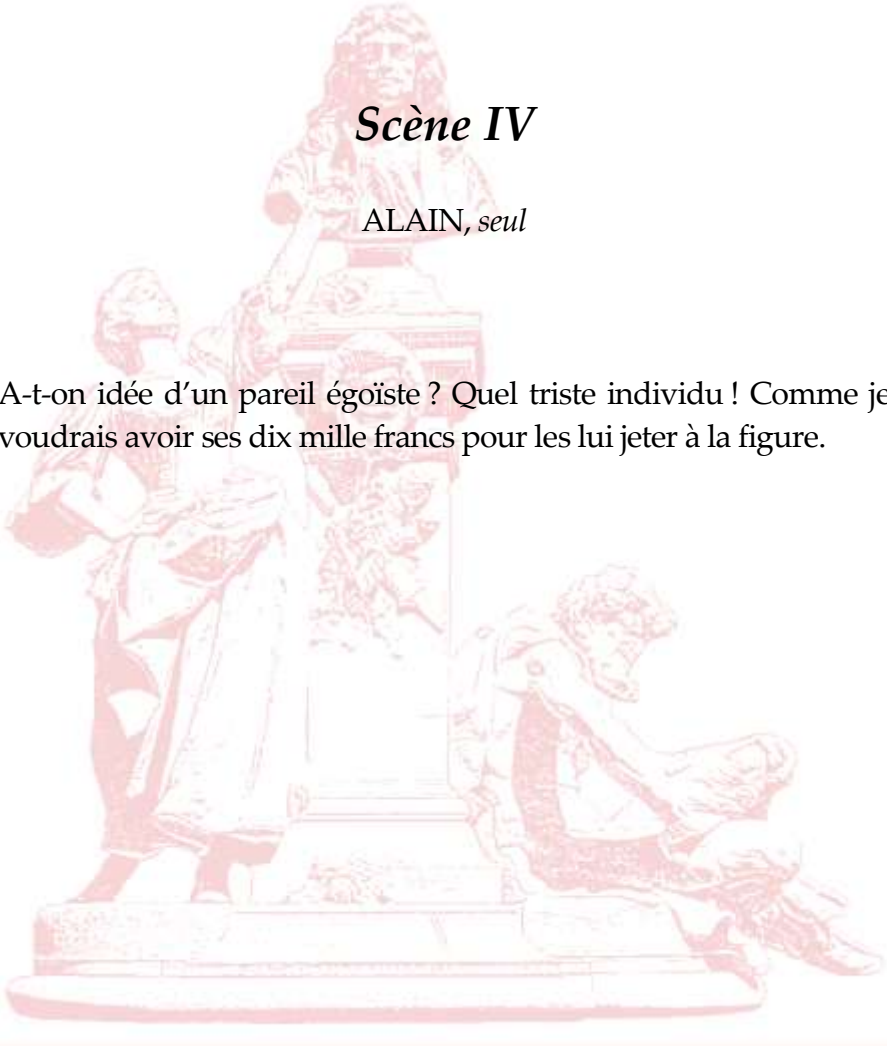 Scène IV
ALAIN, seul
A-t-on idée d’un pareil égoïste ? Quel triste individu ! Comme je
voudrais avoir ses dix mille francs pour les lui jeter à la figure.